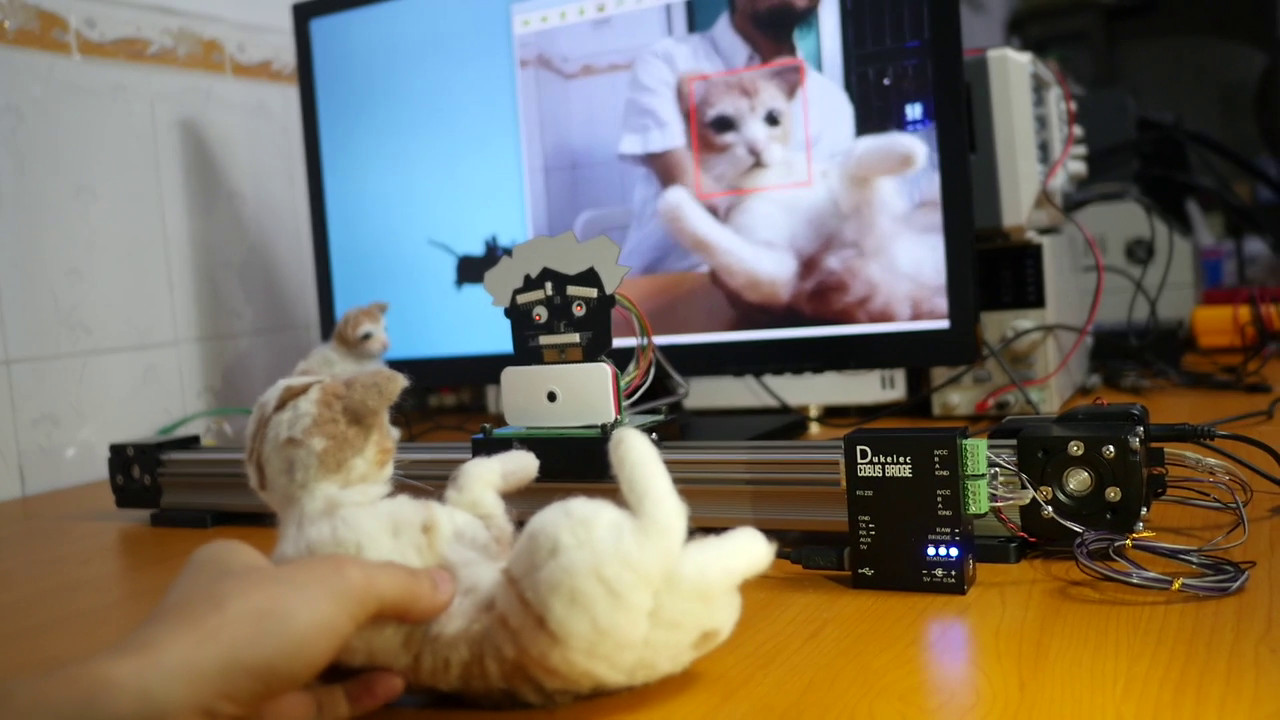 Dukelec
CDBUS BRIDGE
RS232
GND
TX
RX
AUX
5V
IVCC
B
A
IGND
IVCC
B
A
IGND
RAW
BRIDGE
STATUS
- +
5V 0.5A